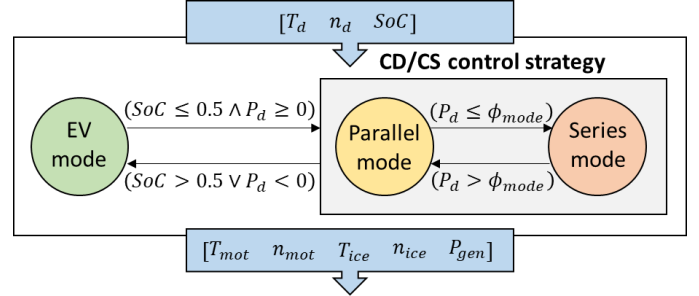 [T_d n_d SoC]
CD/CS control strategy
EV
mode
(SoC ≤ 0.5 ∧ P_d ≥ 0)
(SoC > 0.5 ∨ P_d < 0)
Parallel
mode
(P_d ≤ ϕ_mode)
(P_d > ϕ_mode)
Series
mode
[T_mot n_mot T_ice n_ice P_gen]